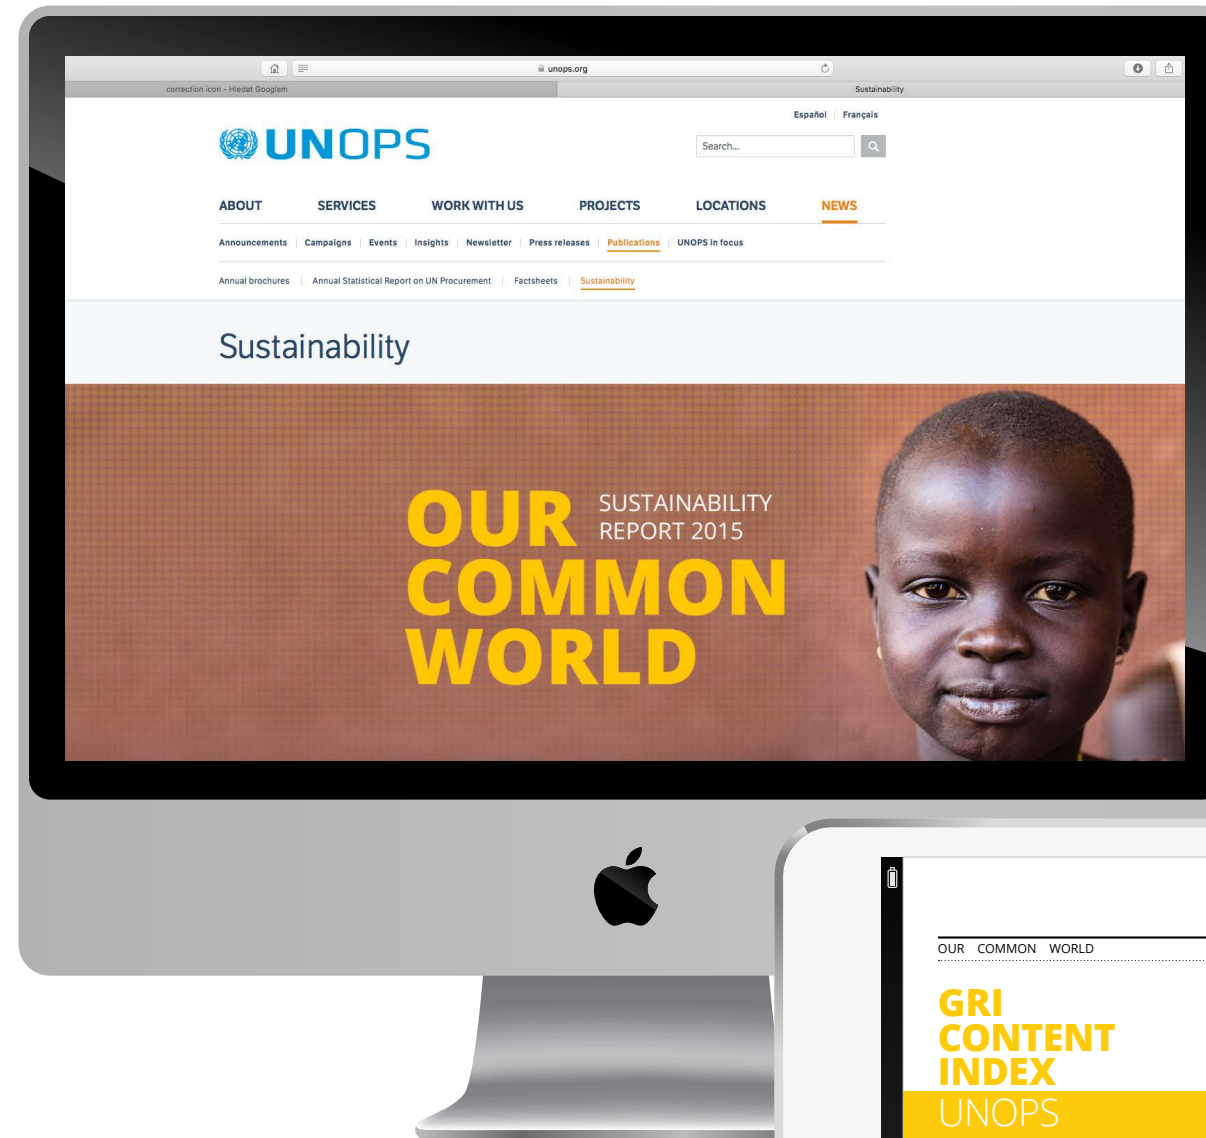 unops.org
correction icon - Hledat Googlem
Sustainability
Español
Français
UNOPS
Search...
ABOUT SERVICES WORK WITH US PROJECTS LOCATIONS NEWS
Announcements Campaigns Events Insights Newsletter Press releases Publications UNOPS in focus
Annual brochures Annual Statistical Report on UN Procurement Factsheets Sustainability
Sustainability
OUR
COMMON
WORLD
SUSTAINABILITY
REPORT 2015
OUR COMMON WORLD
GRI
CONTENT
INDEX
UNOPS